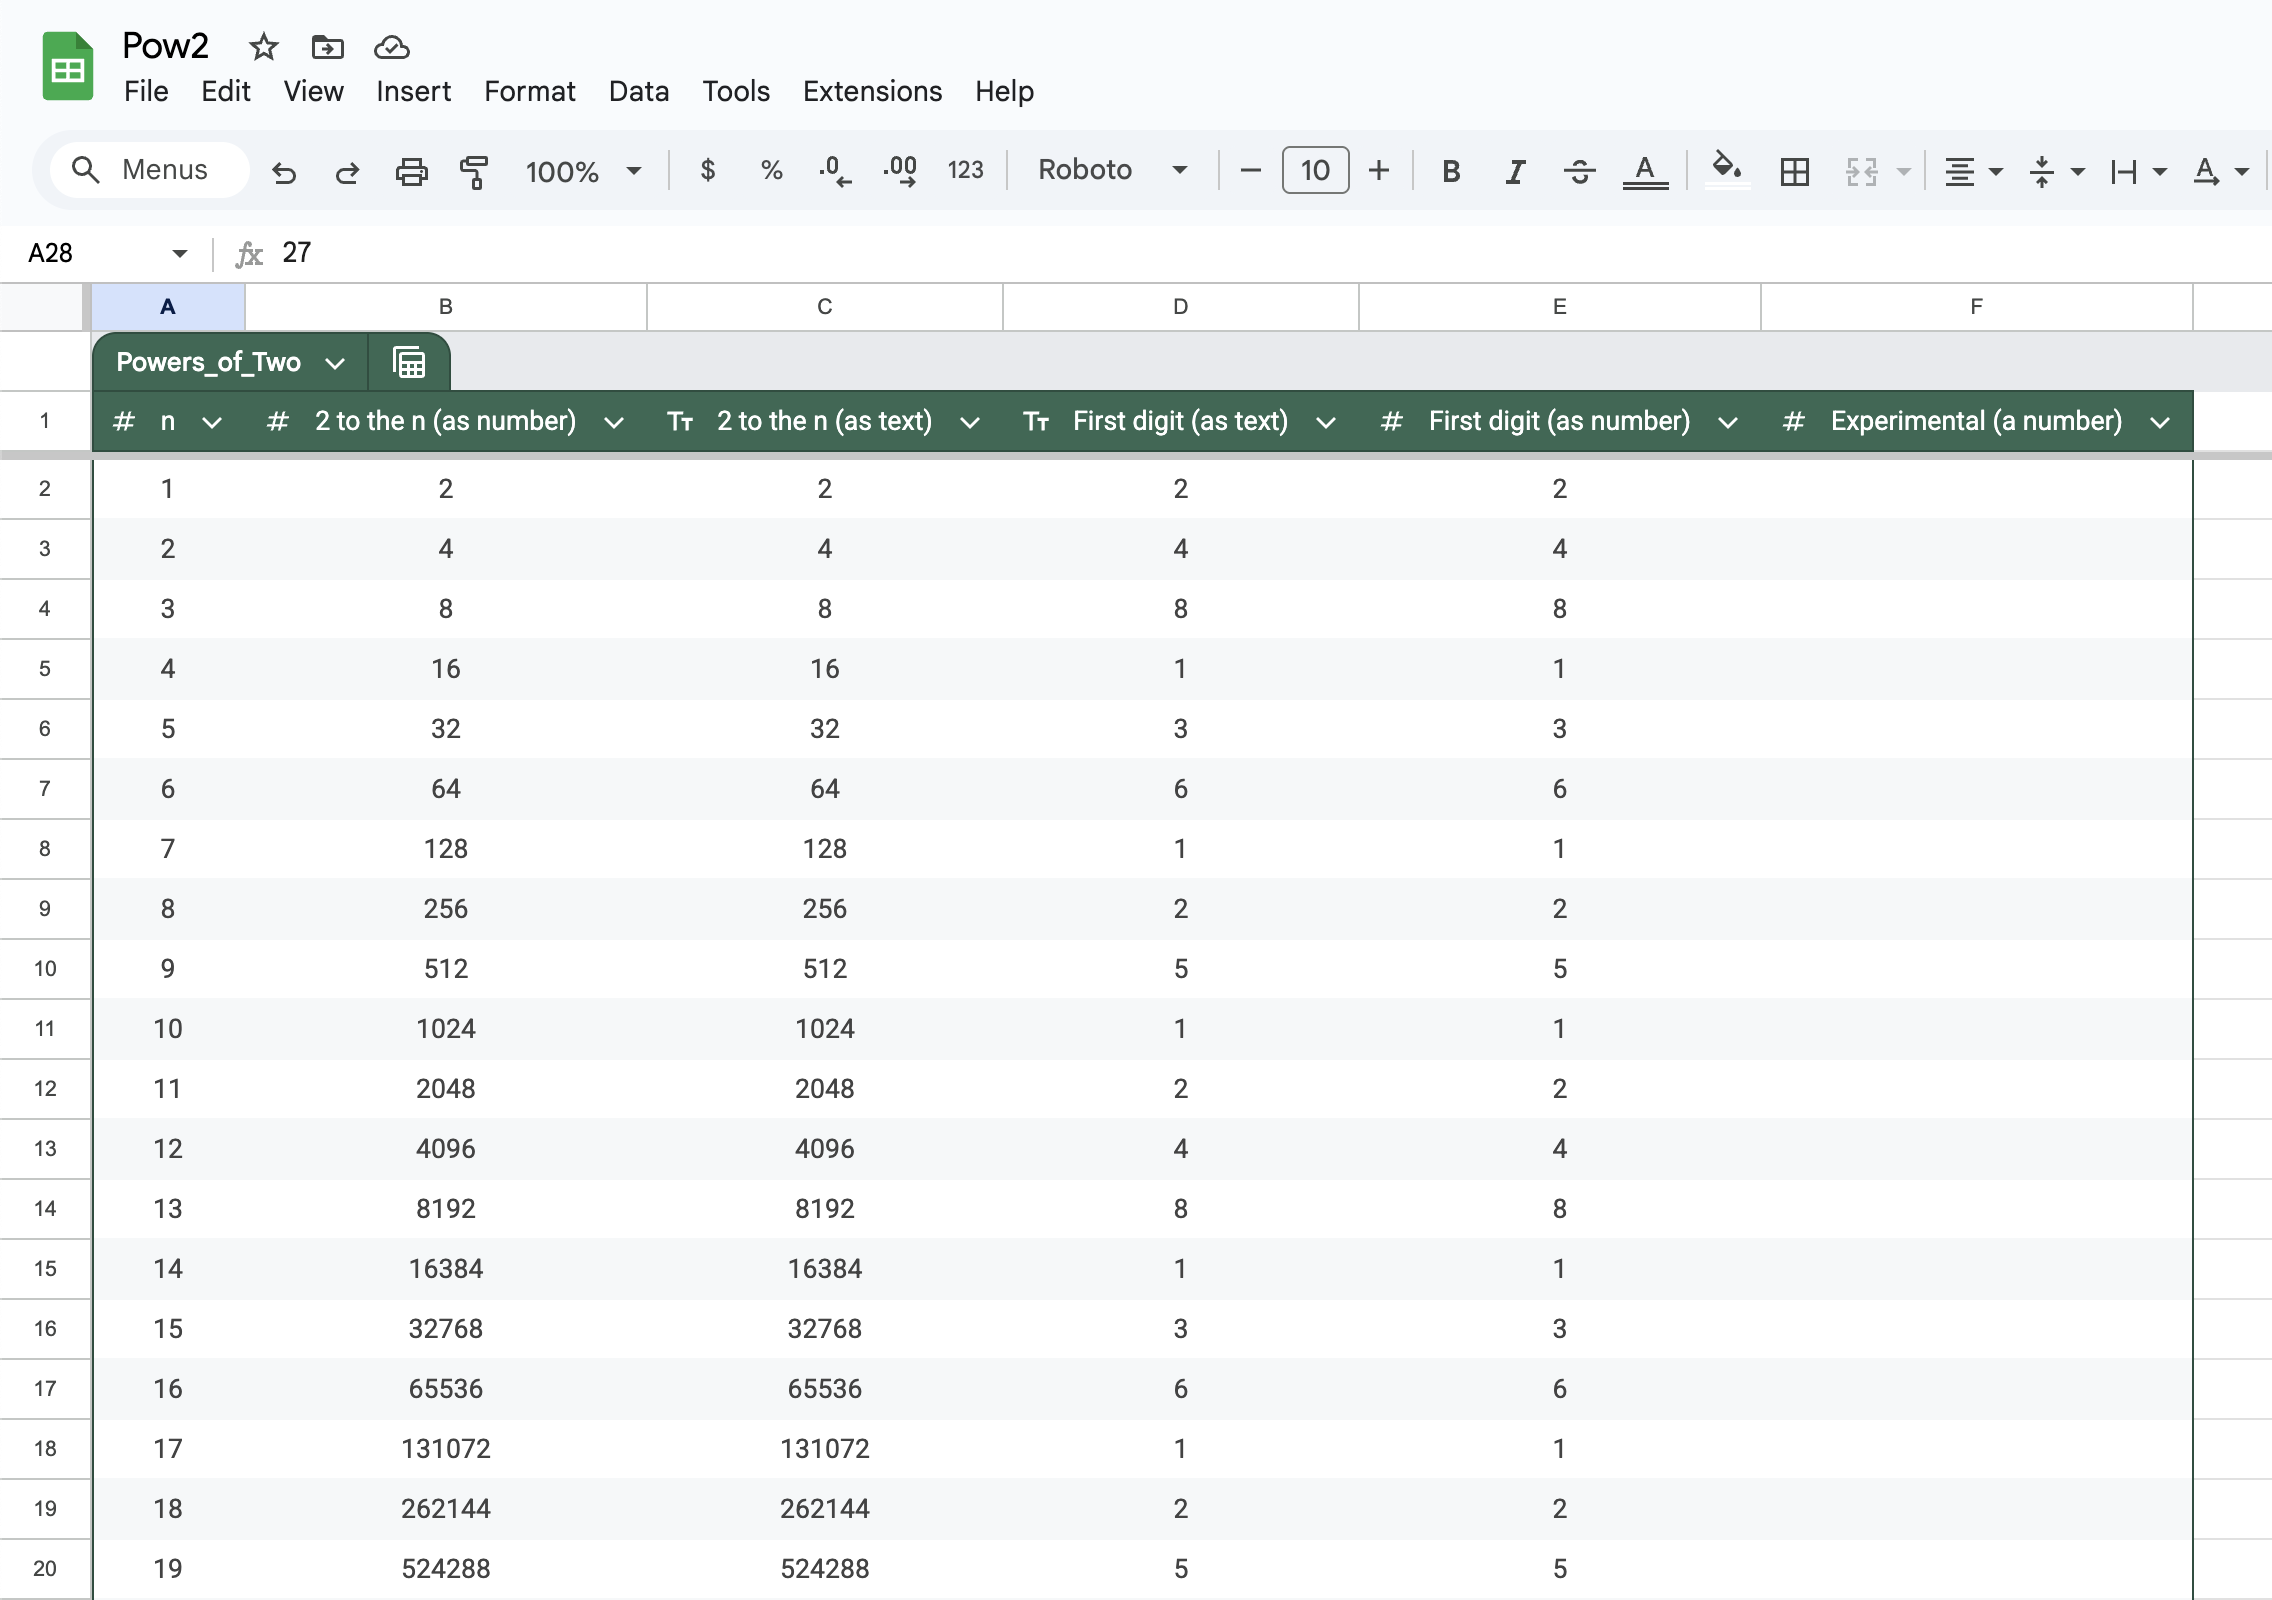 Pow2
File Edit View Insert Format Data Tools Extensions Help
Menus 100% $ % .0 .00 123 Roboto 10 B I S A A
A28 fx 27
A B C D E F
Powers_of_Two
1 # n # 2 to the n (as number) Tт 2 to the n (as text) Tт First digit (as text) # First digit (as number) # Experimental (a number)
2 1 2 2 2 2
3 2 4 4 4 4
4 3 8 8 8 8
5 4 16 16 1 1
6 5 32 32 3 3
7 6 64 64 6 6
8 7 128 128 1 1
9 8 256 256 2 2
10 9 512 512 5 5
11 10 1024 1024 1 1
12 11 2048 2048 2 2
13 12 4096 4096 4 4
14 13 8192 8192 8 8
15 14 16384 16384 1 1
16 15 32768 32768 3 3
17 16 65536 65536 6 6
18 17 131072 131072 1 1
19 18 262144 262144 2 2
20 19 524288 524288 5 5